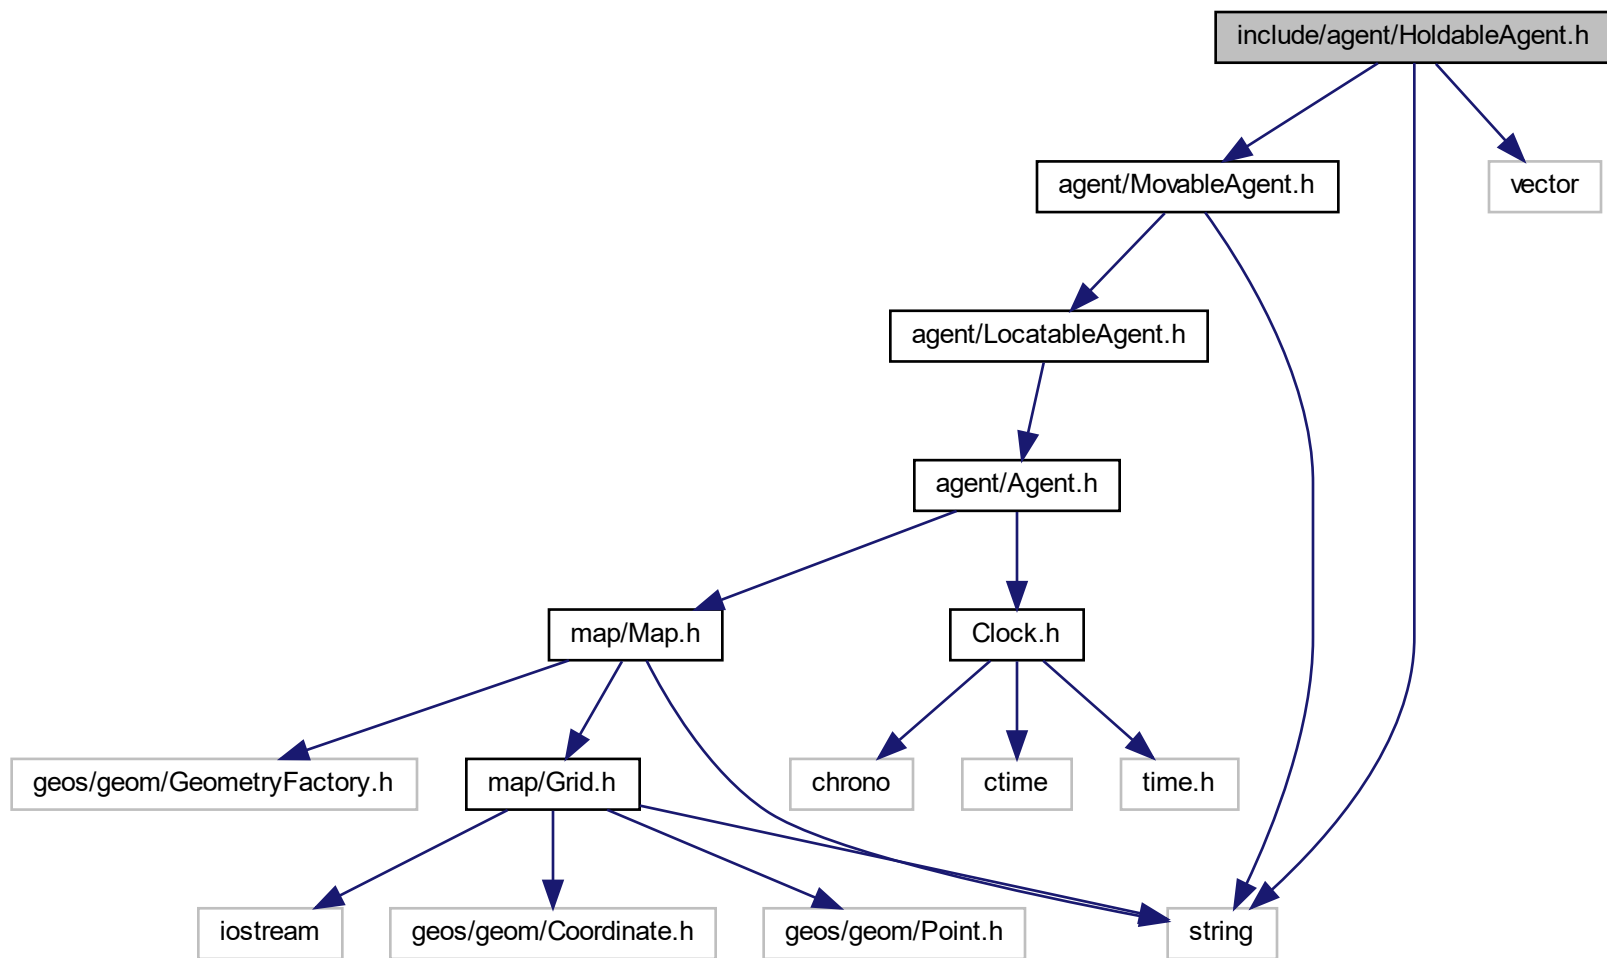 include/agent/HoldableAgent.h
agent/MovableAgent.h
vector
agent/LocatableAgent.h
agent/Agent.h
map/Map.h
Clock.h
geos/geom/GeometryFactory.h
map/Grid.h
chrono
ctime
time.h
iostream
geos/geom/Coordinate.h
geos/geom/Point.h
string